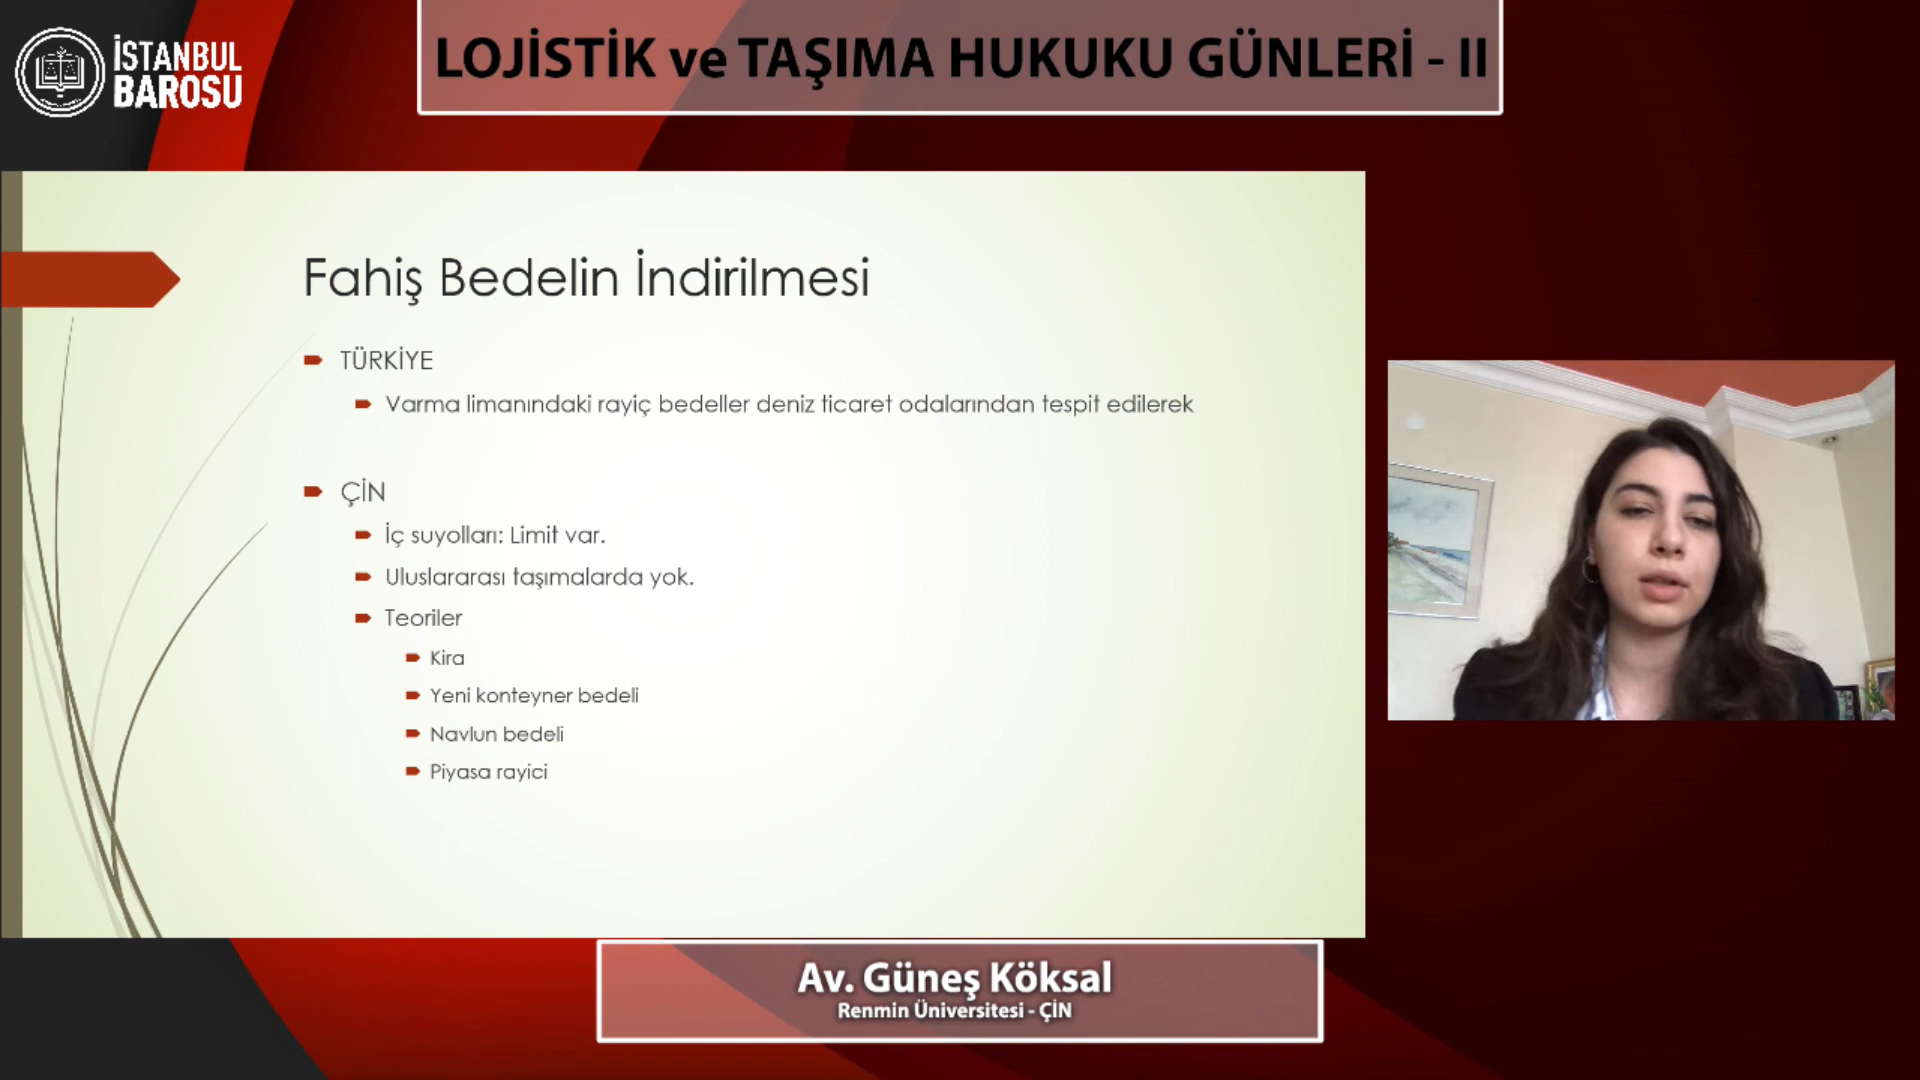 İSTANBUL
BAROSU
LOJİSTİK ve TAŞIMA HUKUKU GÜNLERİ - II
Fahiş Bedelin İndirilmesi
TÜRKİYE
Varma limanındaki rayiç bedeller deniz ticaret odalarından tespit edilerek
ÇİN
İç suyolları: Limit var.
Uluslararası taşımalarda yok.
Teoriler
Kira
Yeni konteyner bedeli
Navlun bedeli
Piyasa rayici
Av. Güneş Köksal
Renmin Üniversitesi - ÇİN